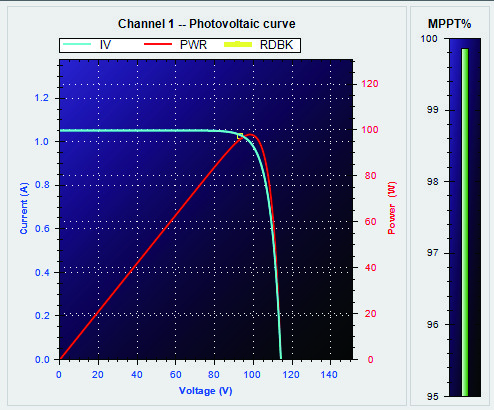 Channel 1 -- Photovoltaic curve
MPPT%
IV PWR RDBK
100
99
98
97
96
95
1.2
1.0
0.8
0.6
0.4
0.2
0.0
Current (A)
120
100
80
60
40
20
0
Power (W)
0 20 40 60 80 100 120 140
Voltage (V)